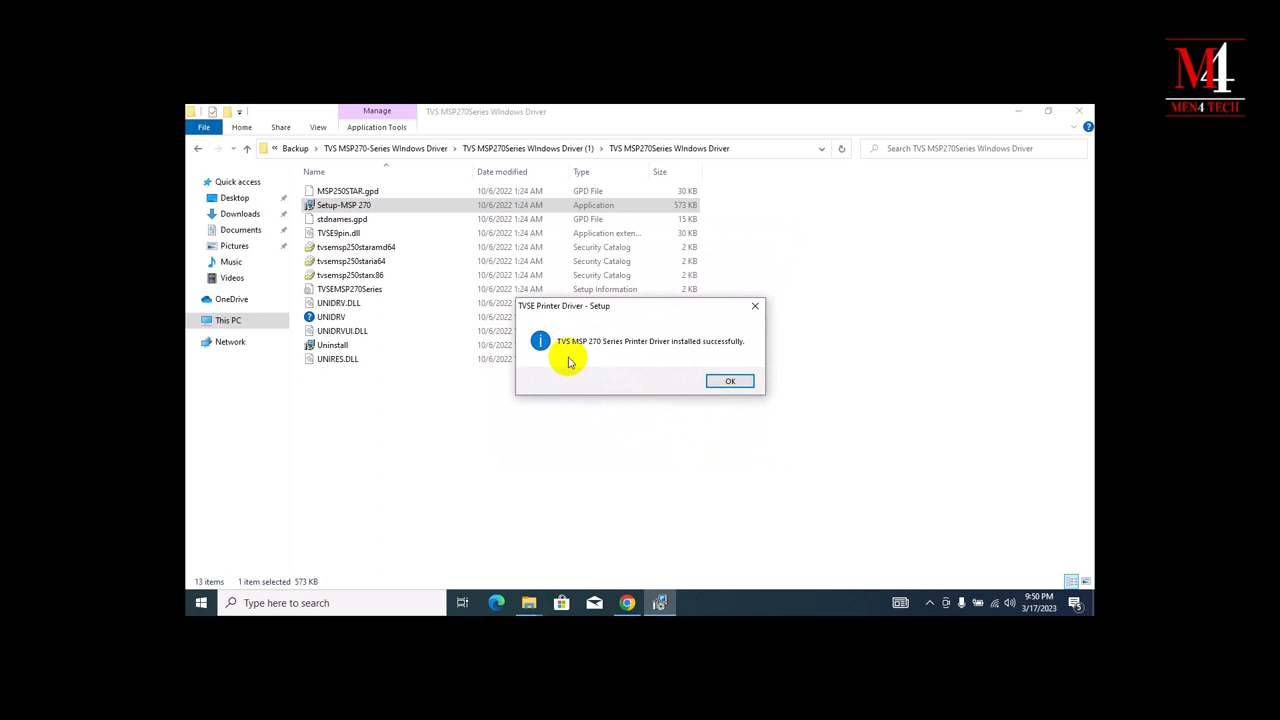 M4
MEN4 TECH
Manage
TVS MSP270Series WIndows Driver
File Home Share View Application Tools
« Backup > TVS MSP270-Series WIndows Driver > TVS MSP270Series WIndows Driver (1) > TVS MSP270Series WIndows Driver
Search TVS MSP270Series WIndows Driver
Name Date modified Type Size
Quick access
Desktop
Downloads
Documents
Pictures
Music
Videos
OneDrive
This PC
Network
MSP250STAR.gpd 10/6/2022 1:24 AM GPD File 30 KB
Setup-MSP 270 10/6/2022 1:24 AM Application 573 KB
stdnames.gpd 10/6/2022 1:24 AM GPD File 15 KB
TVSE9pin.dll 10/6/2022 1:24 AM Application exten... 30 KB
tvsemsp250staramd64 10/6/2022 1:24 AM Security Catalog 2 KB
tvsemsp250staria64 10/6/2022 1:24 AM Security Catalog 2 KB
tvsemsp250starx86 10/6/2022 1:24 AM Security Catalog 2 KB
TVSEMSP270Series 10/6/2022 1:24 AM Setup Information 2 KB
UNIDRV.DLL
UNIDRV
UNIDRVUI.DLL
Uninstall
UNIRES.DLL
TVSE Printer Driver - Setup
TVS MSP 270 Series Printer Driver installed successfully.
OK
13 items 1 item selected 573 KB
Type here to search
9:50 PM
3/17/2023
5